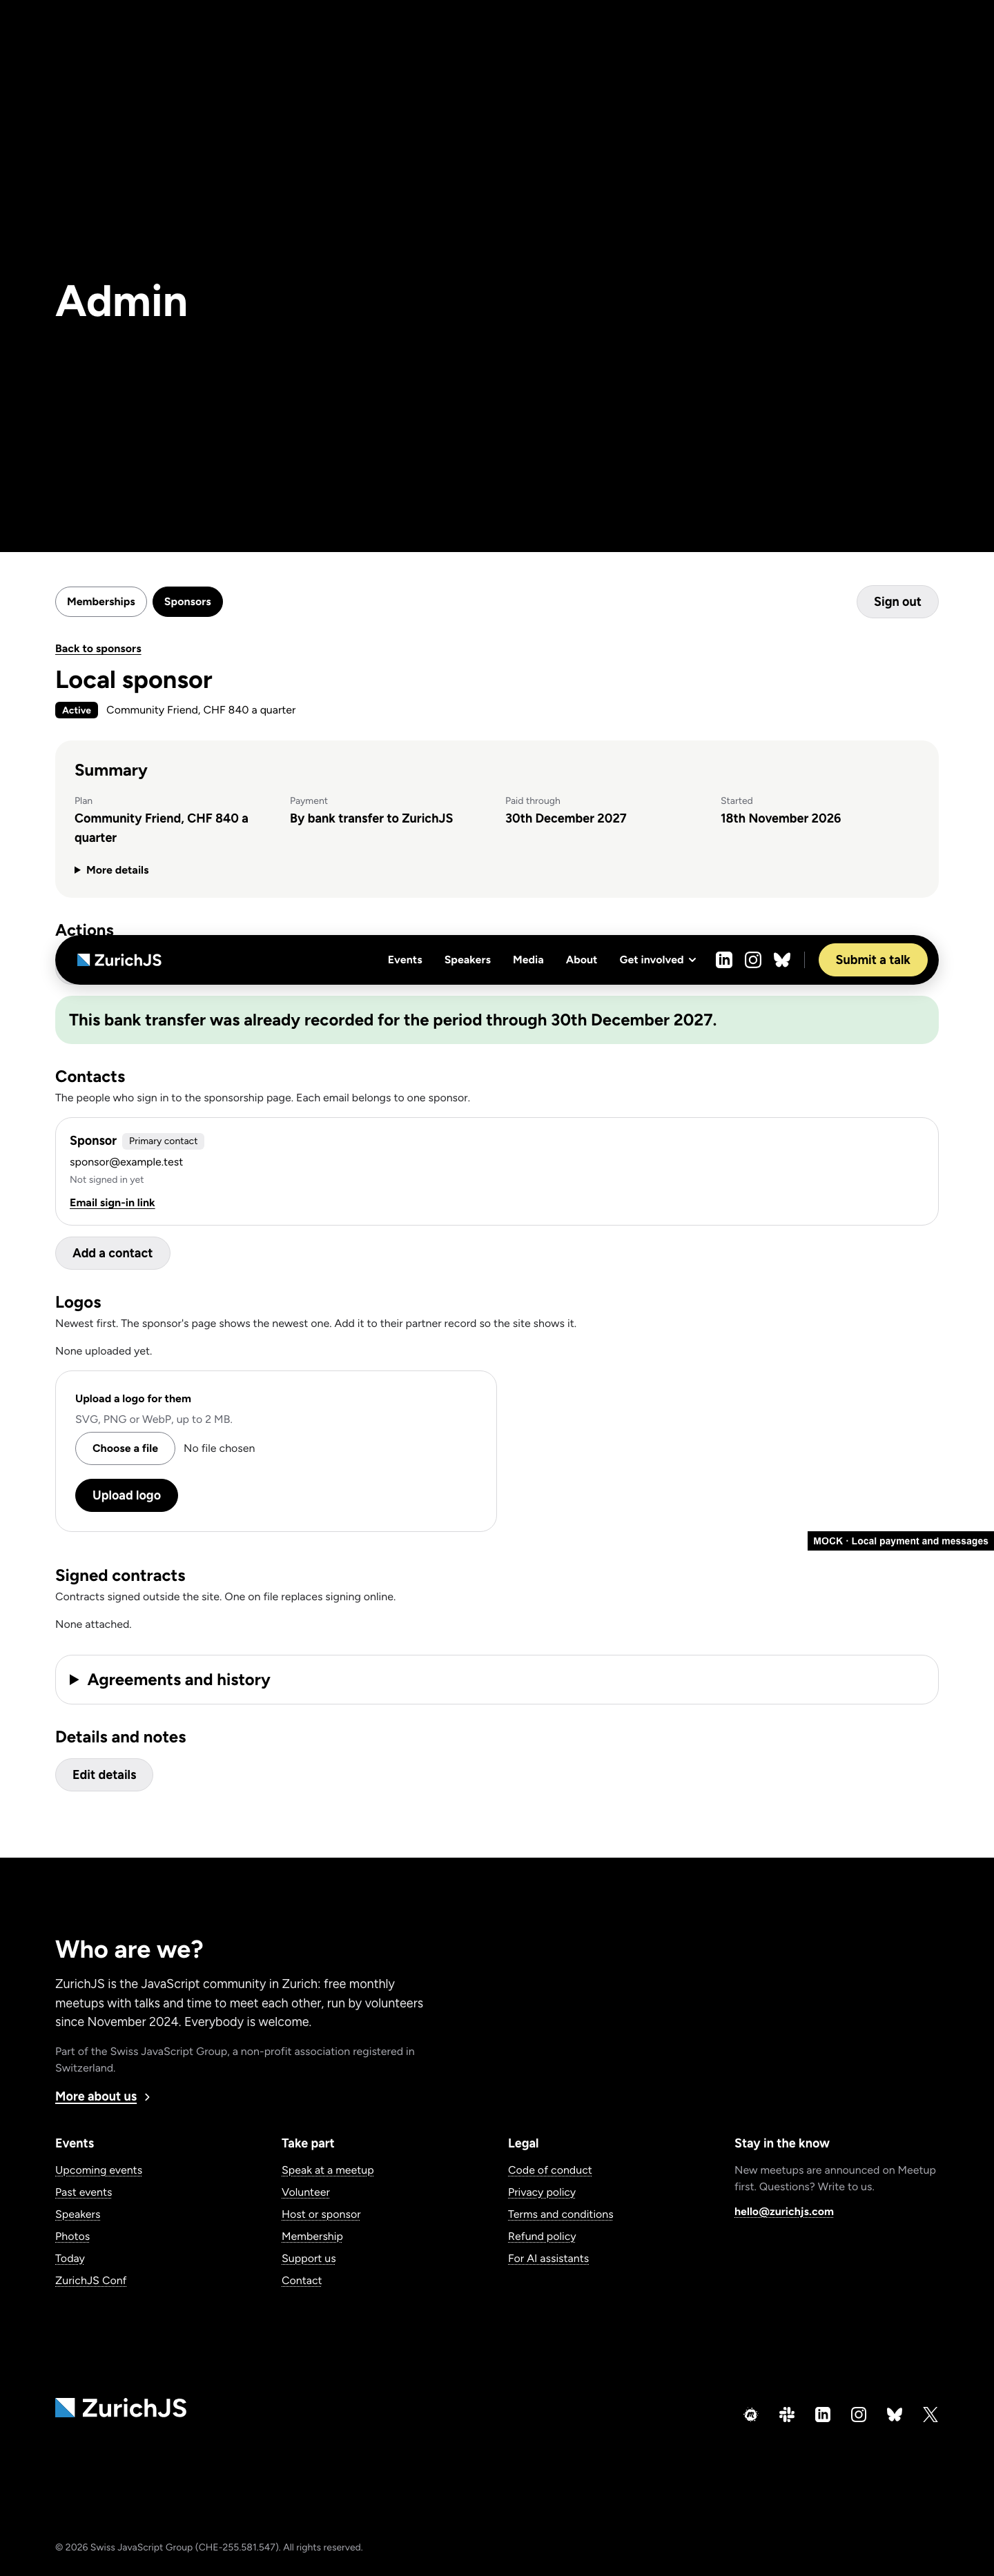 Admin
Memberships
Sponsors
Sign out
Back to sponsors
Local sponsor
Active
Community Friend, CHF 840 a quarter
Summary
Plan
Community Friend, CHF 840 a
quarter
Payment
By bank transfer to ZurichJS
Paid through
30th December 2027
Started
18th November 2026
More details
Actions
ZurichJS
Events
Speakers
Media
About
Get involved
Submit a talk
This bank transfer was already recorded for the period through 30th December 2027.
Contacts
The people who sign in to the sponsorship page. Each email belongs to one sponsor.
Sponsor
Primary contact
sponsor@example.test
Not signed in yet
Email sign-in link
Add a contact
Logos
Newest first. The sponsor's page shows the newest one. Add it to their partner record so the site shows it.
None uploaded yet.
Upload a logo for them
SVG, PNG or WebP, up to 2 MB.
Choose a file
No file chosen
Upload logo
MOCK · Local payment and messages
Signed contracts
Contracts signed outside the site. One on file replaces signing online.
None attached.
Agreements and history
Details and notes
Edit details
Who are we?
ZurichJS is the JavaScript community in Zurich: free monthly
meetups with talks and time to meet each other, run by volunteers
since November 2024. Everybody is welcome.
Part of the Swiss JavaScript Group, a non-profit association registered in
Switzerland.
More about us
Events
Upcoming events
Past events
Speakers
Photos
Today
ZurichJS Conf
Take part
Speak at a meetup
Volunteer
Host or sponsor
Membership
Support us
Contact
Legal
Code of conduct
Privacy policy
Terms and conditions
Refund policy
For AI assistants
Stay in the know
New meetups are announced on Meetup
first. Questions? Write to us.
hello@zurichjs.com
ZurichJS
© 2026 Swiss JavaScript Group (CHE-255.581.547). All rights reserved.